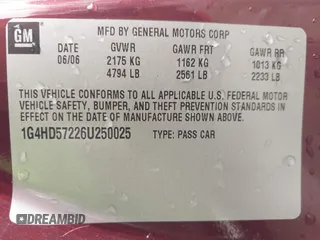 GM
MFD BY GENERAL MOTORS CORP
DATE GVWR GAWR FRT GAWR RR
06/06 2175 KG 1162 KG 1013 KG
4794 LB 2561 LB 2233 LB
THIS VEHICLE CONFORMS TO ALL APPLICABLE U.S. FEDERAL MOTOR
VEHICLE SAFETY, BUMPER, AND THEFT PREVENTION STANDARDS IN
EFFECT ON THE DATE OF MANUFACTURE SHOWN ABOVE.
1G4HD57226U250025 TYPE: PASS CAR
DREAMBID